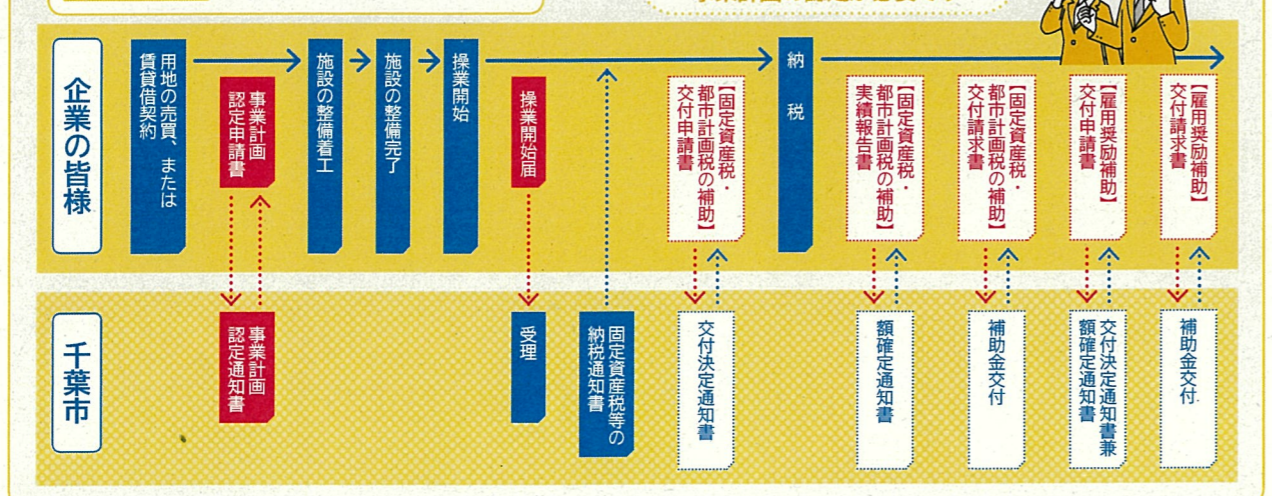 企業の皆様
用地の売買、または
賃貸借契約
事業計画
認定申請書
施設の整備着工
施設の整備完了
操業開始
操業開始届
【固定資産税・
都市計画税の補助】
交付申請書
納税
【固定資産税・
都市計画税の補助】
実績報告書
【固定資産税・
都市計画税の補助】
交付請求書
【雇用奨励補助】
交付申請書
【雇用奨励補助】
交付請求書
千葉市
事業計画
認定通知書
受理
固定資産税等の
納税通知書
交付決定通知書
額確定通知書
補助金交付
交付決定通知書兼
額確定通知書
補助金交付